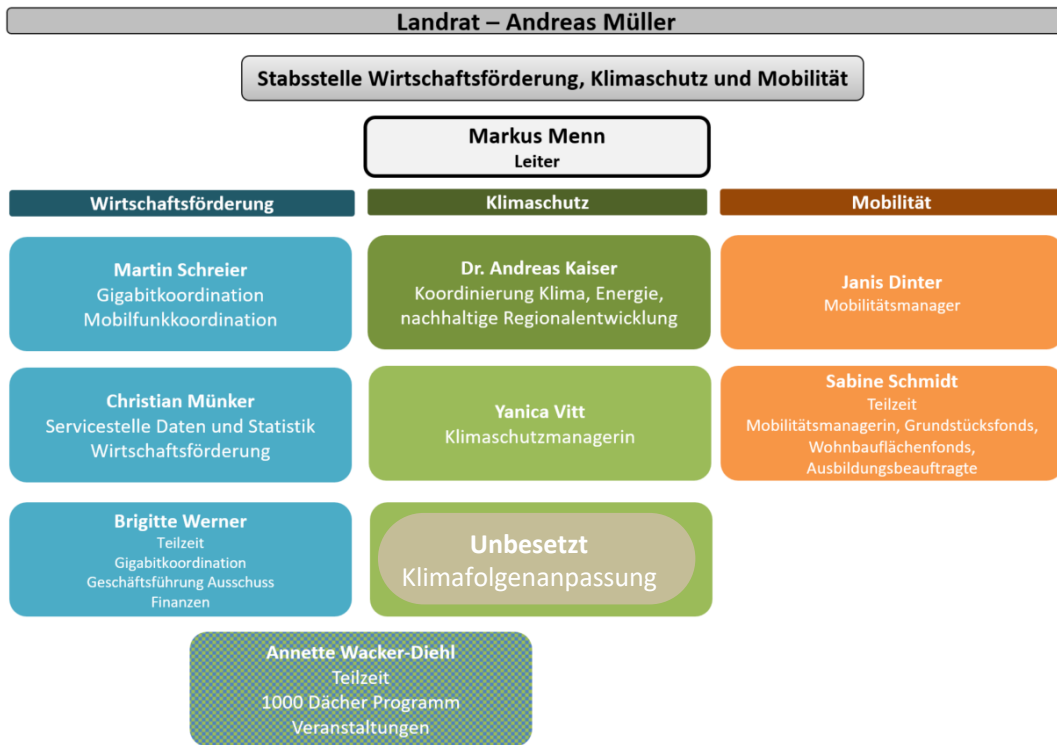 Landrat – Andreas Müller
Stabsstelle Wirtschaftsförderung, Klimaschutz und Mobilität
Markus Menn
Leiter
Wirtschaftsförderung
Martin Schreier
Gigabitkoordination
Mobilfunkkoordination
Christian Münker
Servicestelle Daten und Statistik
Wirtschaftsförderung
Brigitte Werner
Teilzeit
Gigabitkoordination
Geschäftsführung Ausschuss
Finanzen
Klimaschutz
Dr. Andreas Kaiser
Koordinierung Klima, Energie,
nachhaltige Regionalentwicklung
Yanica Vitt
Klimaschutzmanagerin
Unbesetzt
Klimafolgenanpassung
Mobilität
Janis Dinter
Mobilitätsmanager
Sabine Schmidt
Teilzeit
Mobilitätsmanagerin, Grundstücksfonds,
Wohnbauflächenfonds,
Ausbildungsbeauftragte
Annette Wacker-Diehl
Teilzeit
1000 Dächer Programm
Veranstaltungen